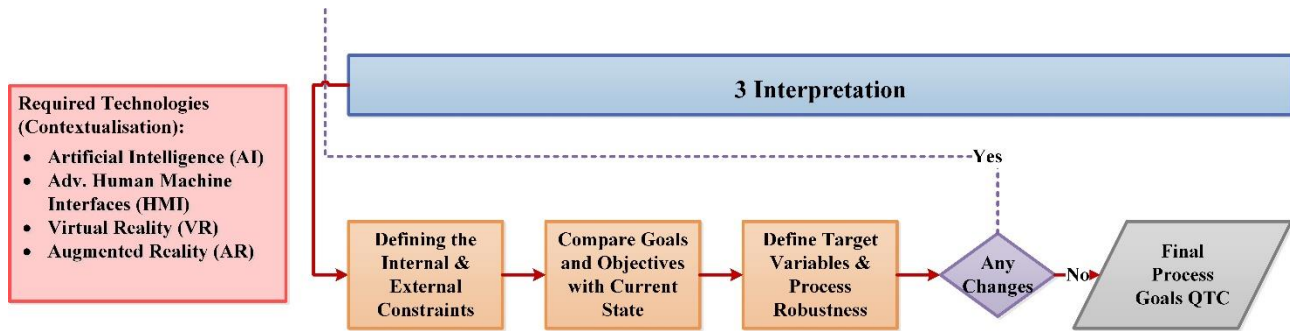 3 Interpretation
Required Technologies
(Contextualisation):
• Artificial Intelligence (AI)
• Adv. Human Machine
Interfaces (HMI)
• Virtual Reality (VR)
• Augmented Reality (AR)
Yes
Defining the
Internal &
External
Constraints
Compare Goals
and Objectives
with Current
State
Define Target
Variables &
Process
Robustness
Any
Changes
No
Final
Process
Goals QTC